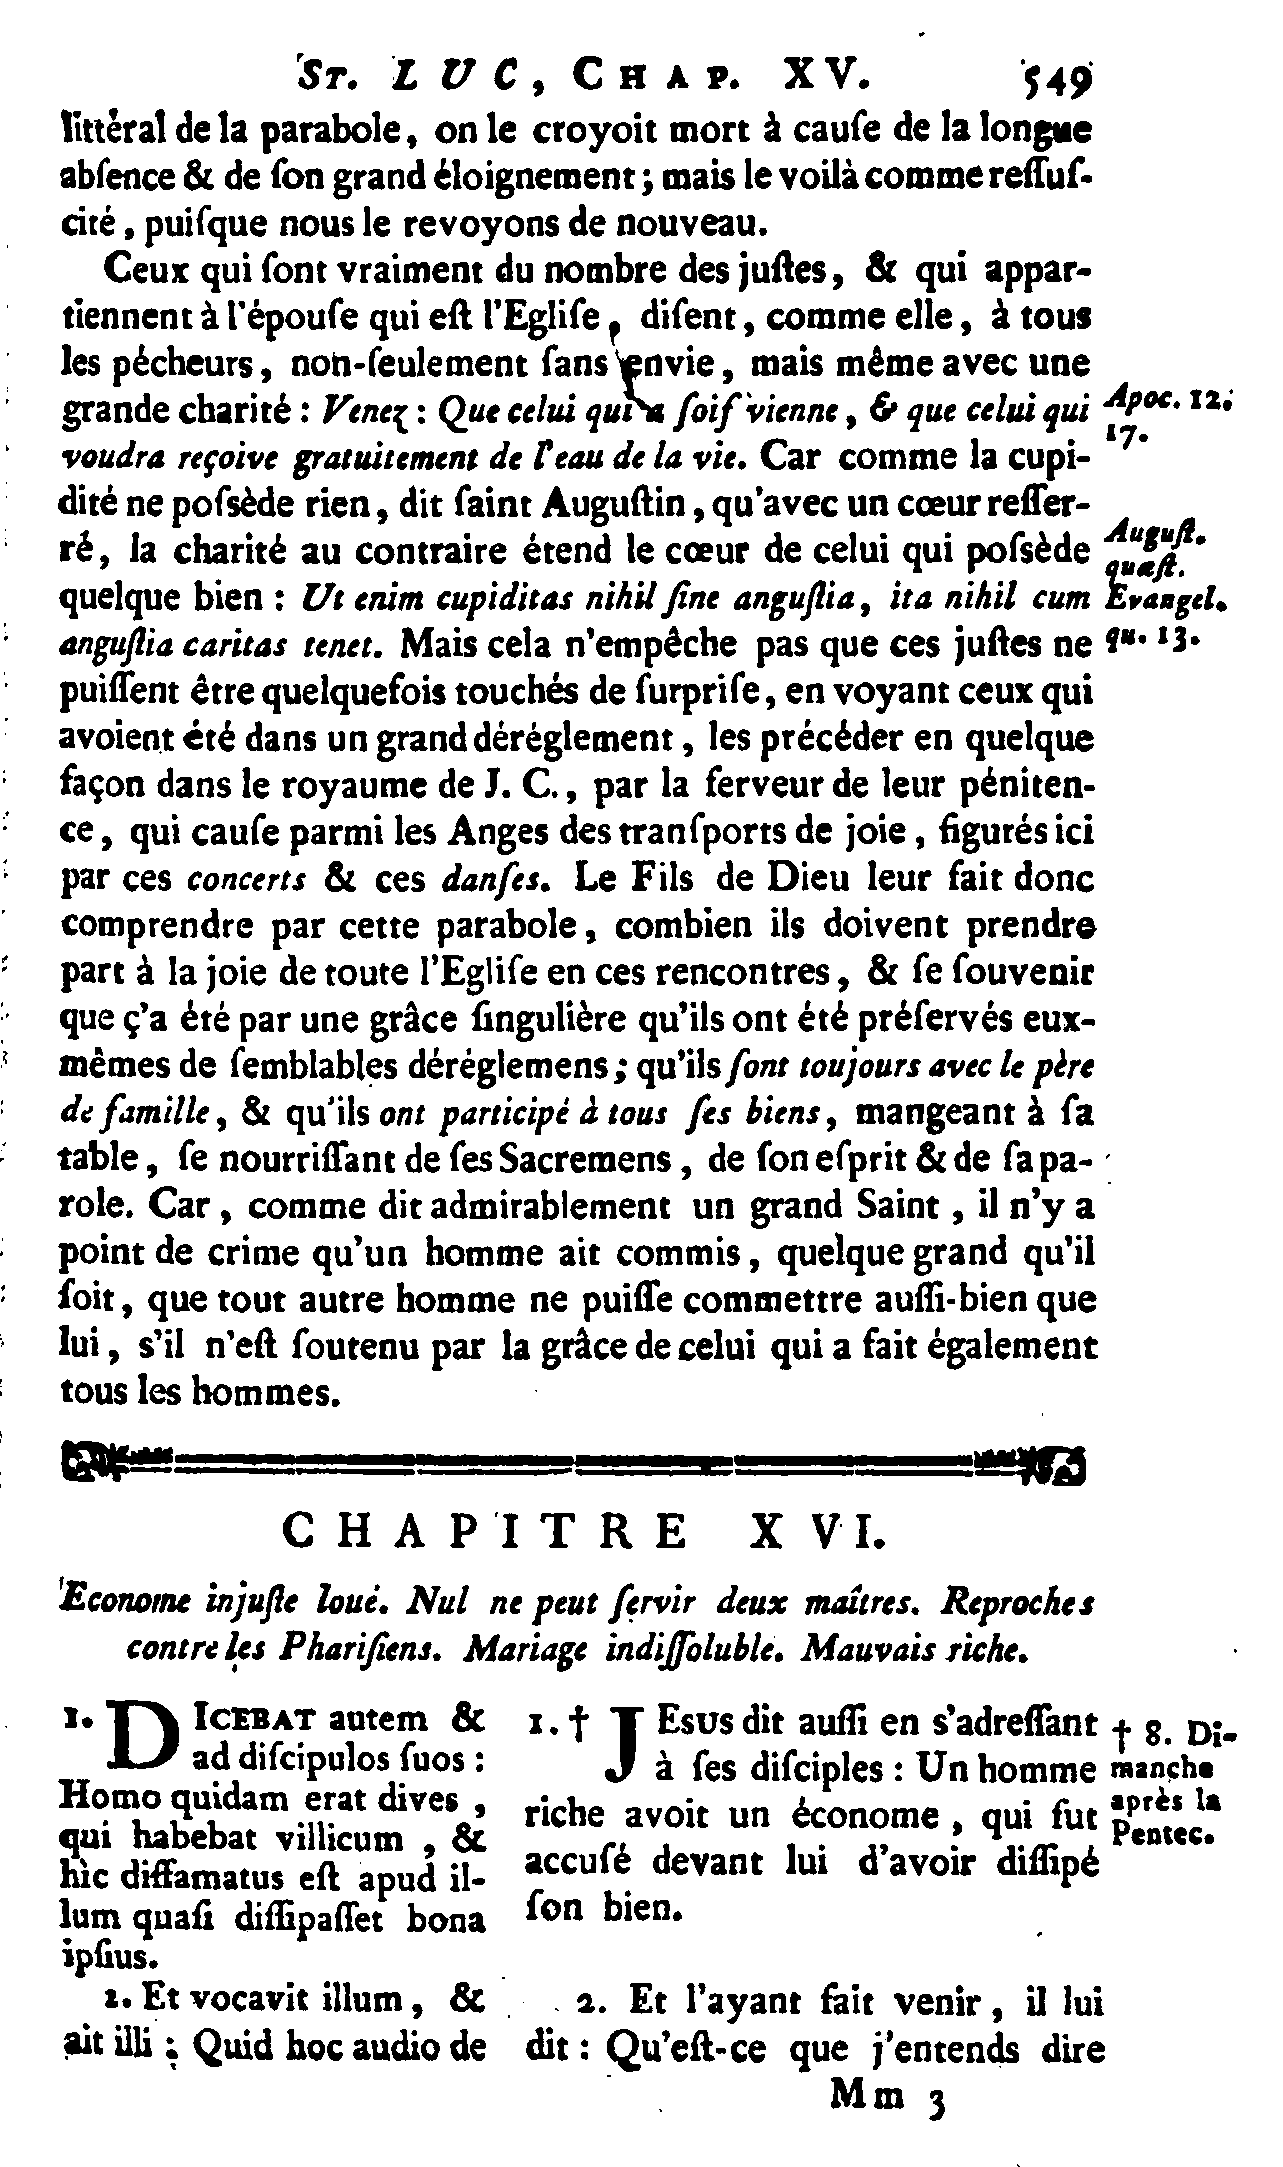 St. LUC, CHAP. XV. 549
littéral de la parabole, on le croyoit mort à cauſe de la longue
abſence & de ſon grand éloignement; mais le voilà comme reſſuſ-
cité, puiſque nous le revoyons de nouveau.
Ceux qui ſont vraiment du nombre des juſtes, & qui appar-
tiennent à l'épouſe qui eſt l'Egliſe, diſent, comme elle, à tous
les pécheurs, non-ſeulement ſans envie, mais même avec une
grande charité : Venez : Que celui qui a ſoif vienne, & que celui qui
voudra reçoive gratuitement de l'eau de la vie. Car comme la cupi-
dité ne poſsède rien, dit ſaint Auguſtin, qu'avec un cœur reſſer-
ré, la charité au contraire étend le cœur de celui qui poſsède
quelque bien : Ut enim cupiditas nihil ſine anguſtia, ita nihil cum
anguſtia caritas tenet. Mais cela n'empêche pas que ces juſtes ne
puiſſent être quelquefois touchés de ſurpriſe, en voyant ceux qui
avoient été dans un grand déréglement, les précéder en quelque
façon dans le royaume de J. C., par la ferveur de leur péniten-
ce, qui cauſe parmi les Anges des tranſports de joie, figurés ici
par ces concerts & ces danſes. Le Fils de Dieu leur fait donc
comprendre par cette parabole, combien ils doivent prendre
part à la joie de toute l'Egliſe en ces rencontres, & ſe ſouvenir
que ç'a été par une grâce ſingulière qu'ils ont été préſervés eux-
mêmes de ſemblables déréglemens; qu'ils ſont toujours avec le père
de famille, & qu'ils ont participé à tous ſes biens, mangeant à ſa
table, ſe nourriſſant de ſes Sacremens, de ſon eſprit & de ſa pa-
role. Car, comme dit admirablement un grand Saint, il n'y a
point de crime qu'un homme ait commis, quelque grand qu'il
ſoit, que tout autre homme ne puiſſe commettre auſſi-bien que
lui, s'il n'eſt ſoutenu par la grâce de celui qui a fait également
tous les hommes.
Apoc. 12.
17.
Auguſt.
quæſt.
Evangel.
qu. 13.
CHAPITRE XVI.
Econome injuſte loué. Nul ne peut ſervir deux maîtres. Reproches
contre les Phariſiens. Mariage indiſſoluble. Mauvais riche.
1. DICEBAT autem &
ad diſcipulos ſuos :
Homo quidam erat dives,
qui habebat villicum, &
hìc diffamatus eſt apud il-
lum quaſi diſſipaſſet bona
ipſius.
2. Et vocavit illum, &
ait illi : Quid hoc audio de
1. † JEsus dit auſſi en s'adreſſant
à ſes diſciples : Un homme
riche avoit un économe, qui fut
accuſé devant lui d'avoir diſſipé
ſon bien.
2. Et l'ayant fait venir, il lui
dit : Qu'eſt-ce que j'entends dire
† 8. Di-
manche
après la
Pentec.
Mm 3